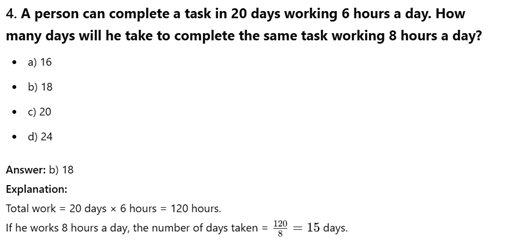 4. A person can complete a task in 20 days working 6 hours a day. How
many days will he take to complete the same task working 8 hours a day?
• a) 16
• b) 18
• c) 20
• d) 24
Answer: b) 18
Explanation:
Total work = 20 days × 6 hours = 120 hours.
If he works 8 hours a day, the number of days taken = 120/8 = 15 days.